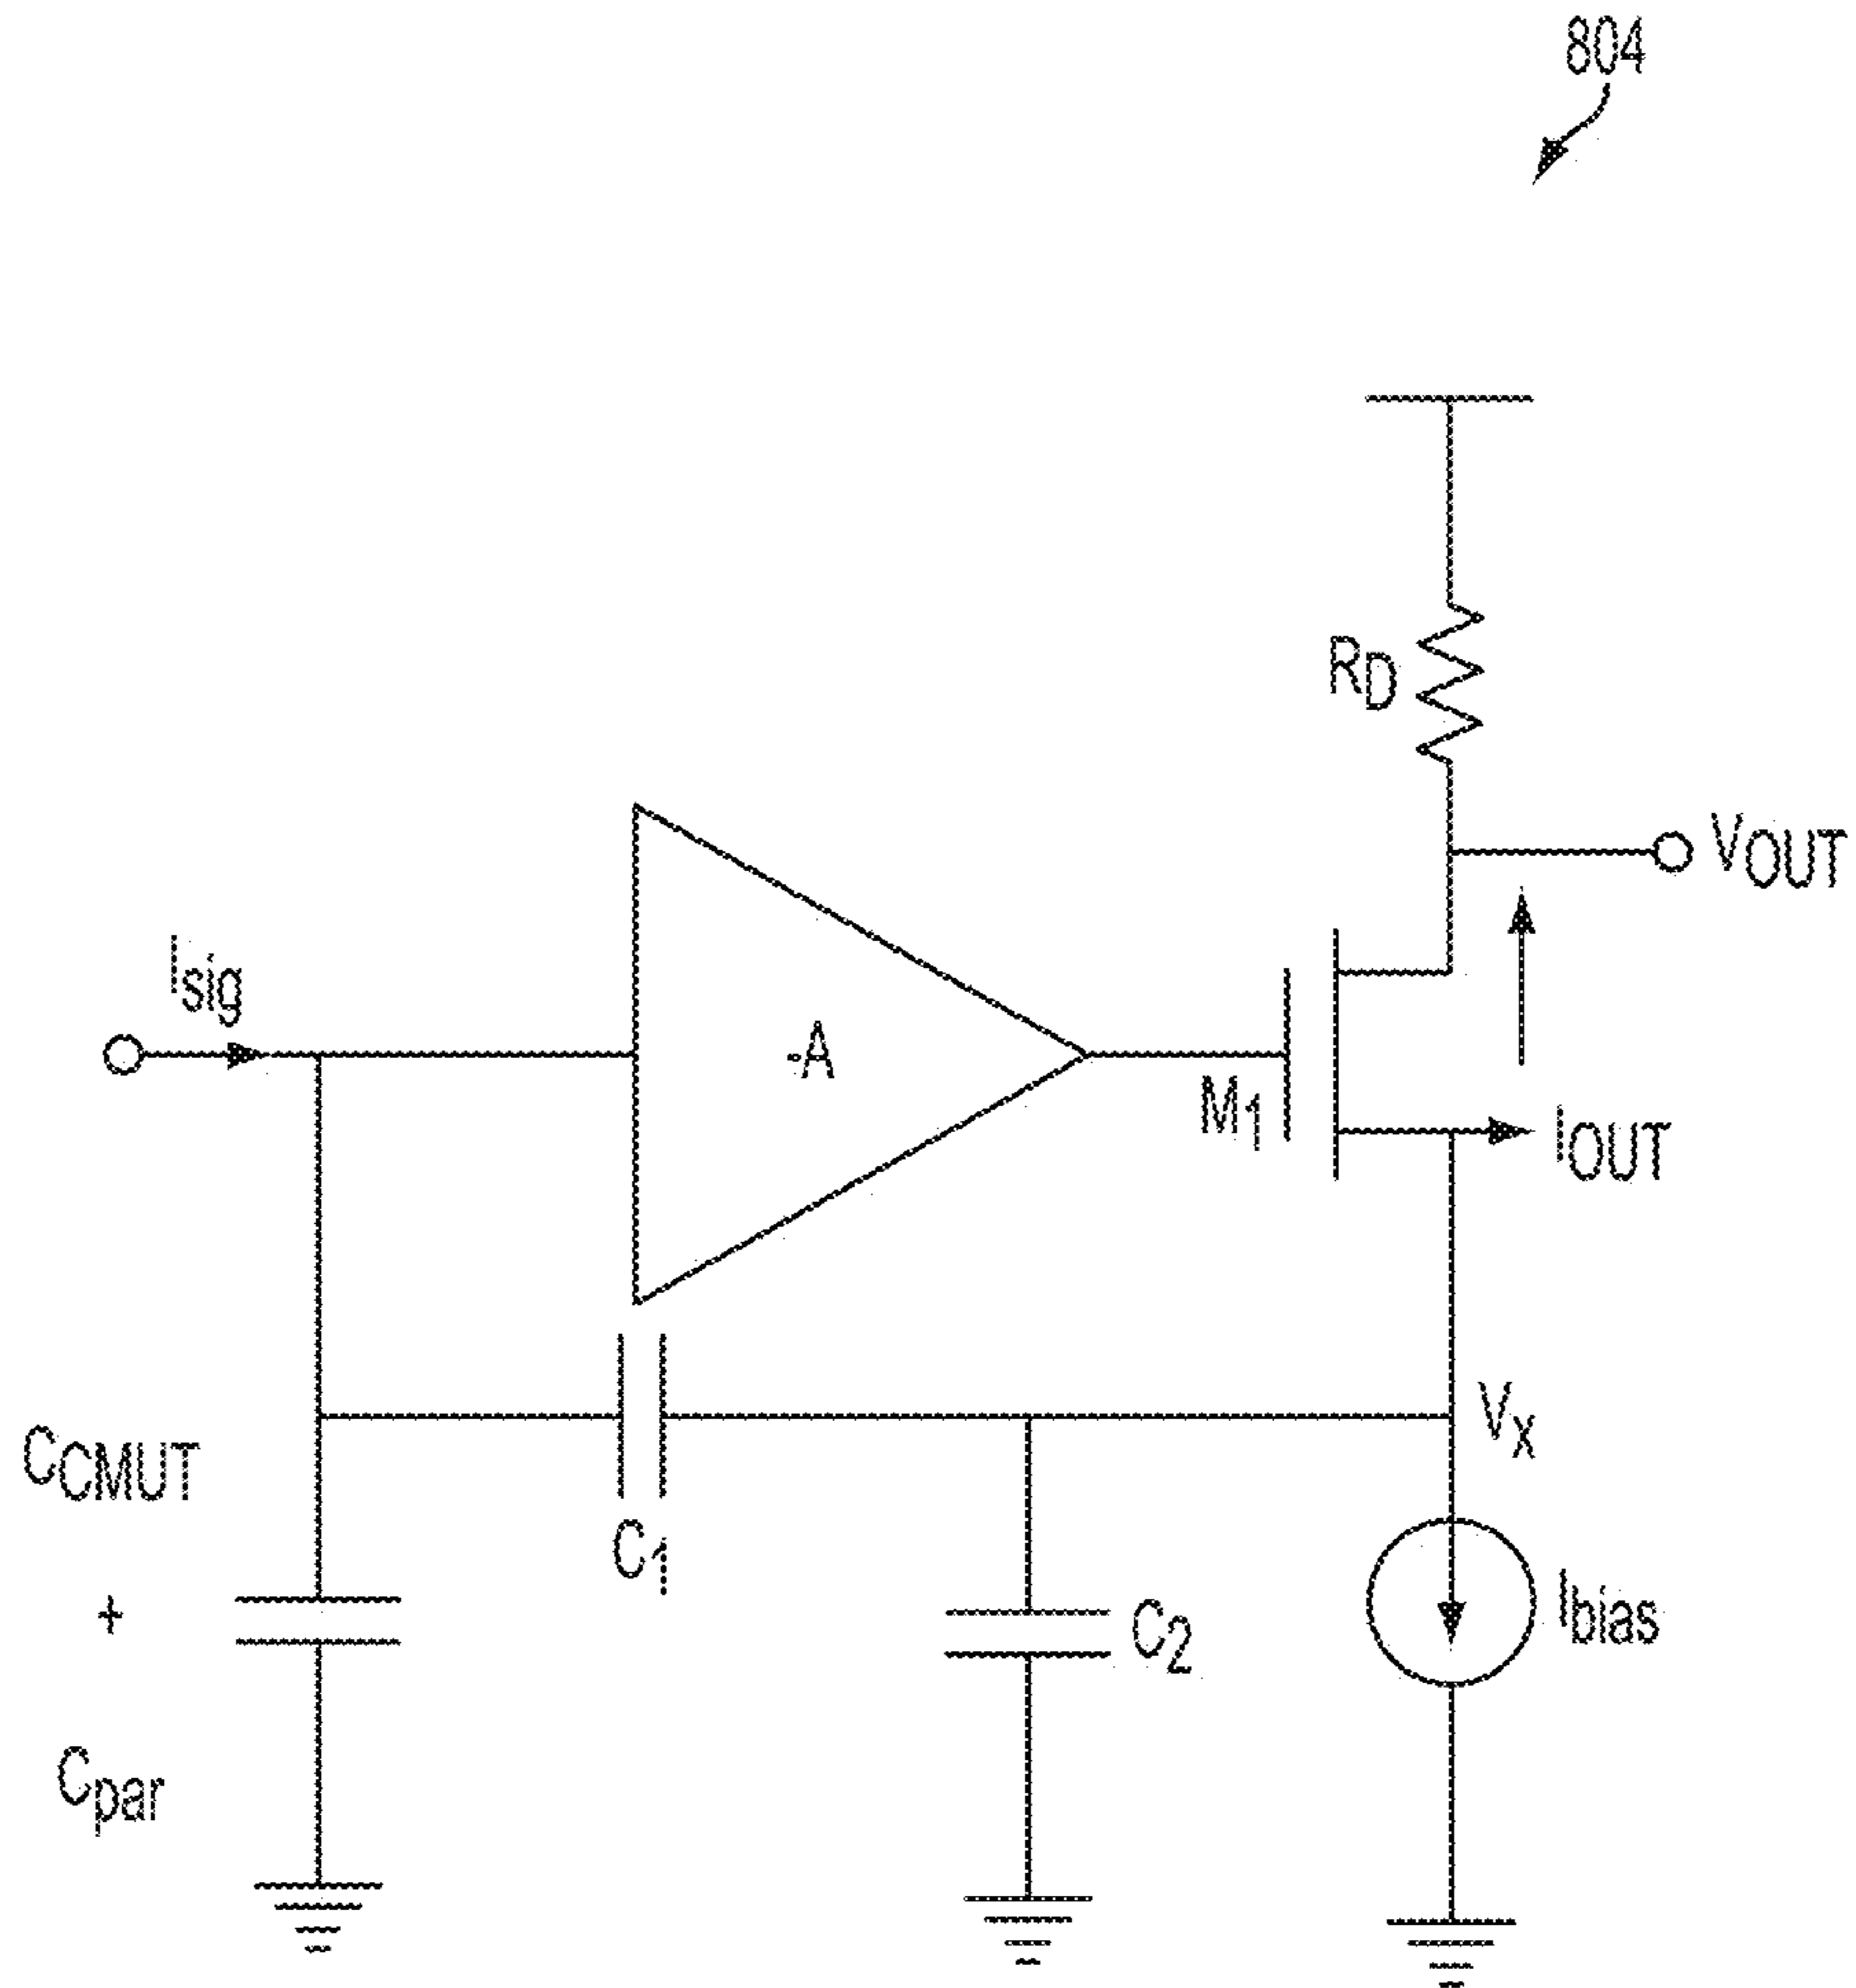 804
RD
VOUT
Isig
-A
M1
IOUT
VX
CCMUT
+
Cpar
C1
C2
Ibias